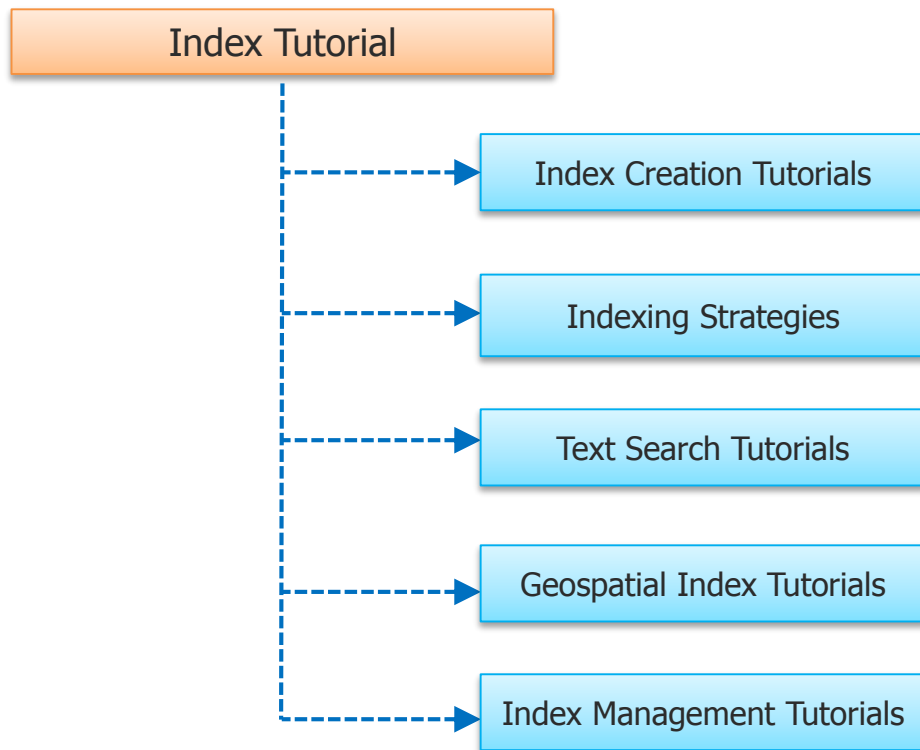 Index Tutorial
Index Creation Tutorials
Indexing Strategies
Text Search Tutorials
Geospatial Index Tutorials
Index Management Tutorials